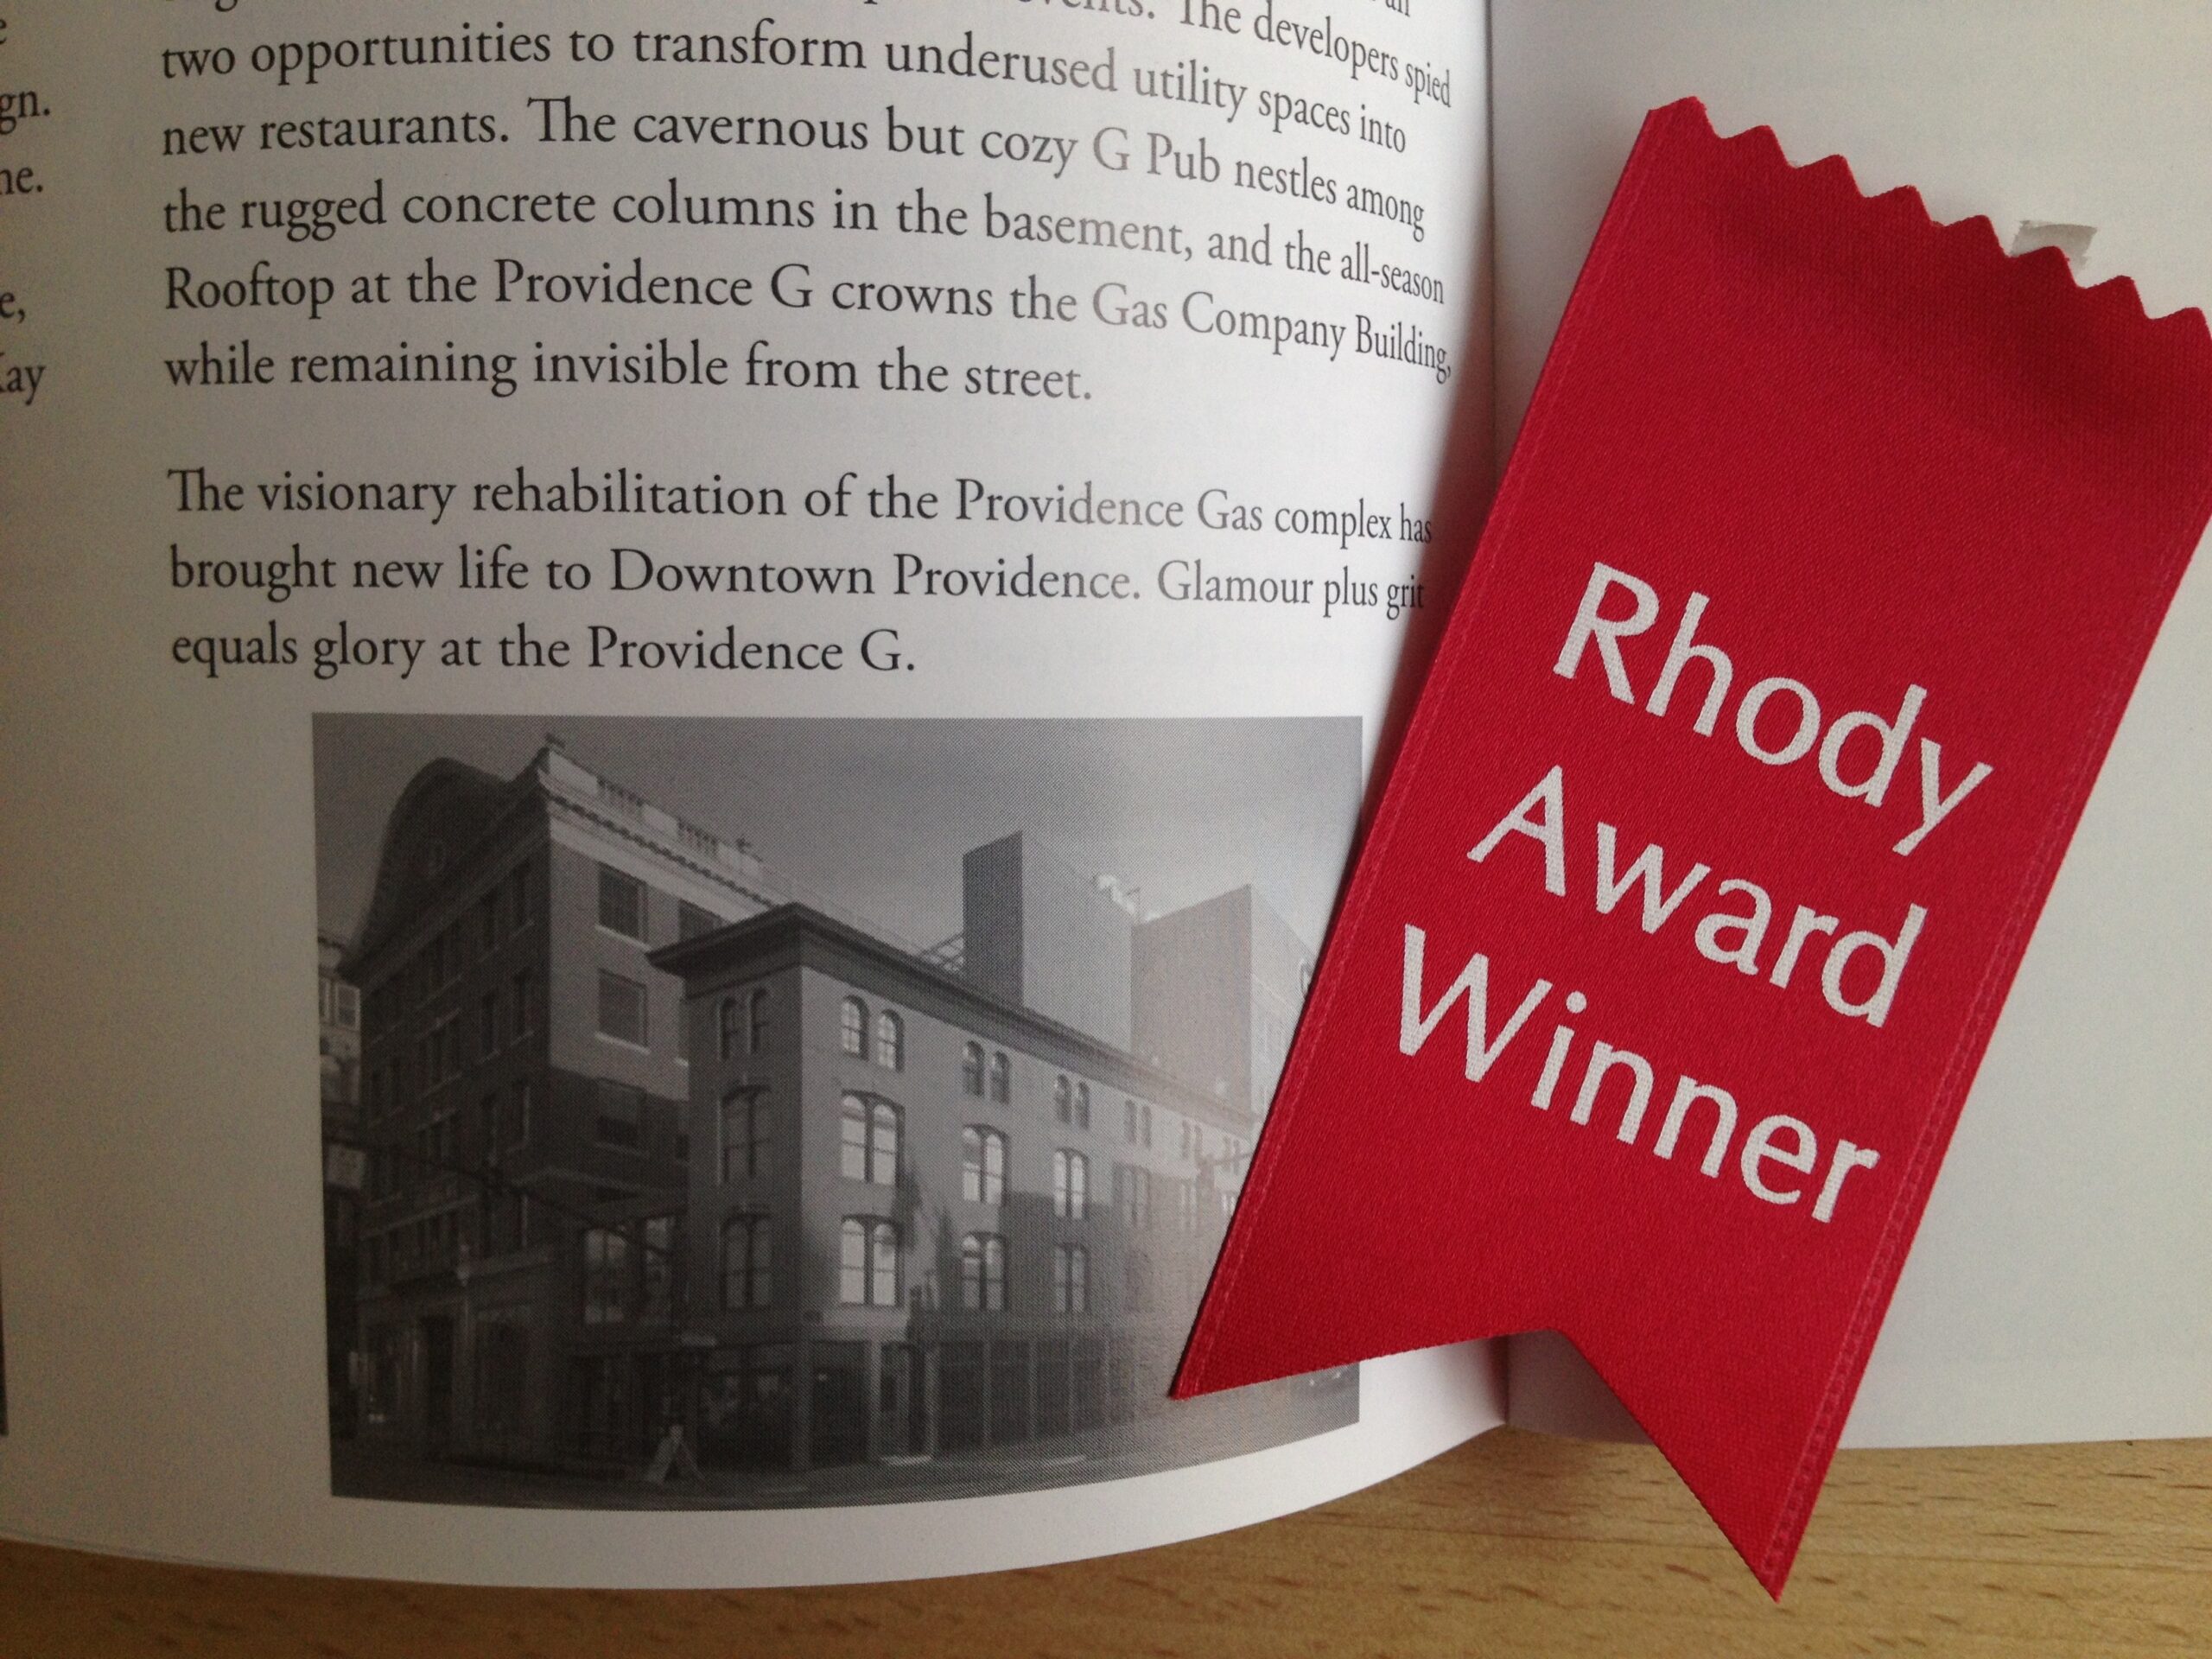 The developers spied
two opportunities to transform underused utility spaces into
new restaurants. The cavernous but cozy G Pub nestles among
the rugged concrete columns in the basement, and the all-season
Rooftop at the Providence G crowns the Gas Company Building,
while remaining invisible from the street.
The visionary rehabilitation of the Providence Gas complex has
brought new life to Downtown Providence. Glamour plus grit
equals glory at the Providence G.
Rhody
Award
Winner